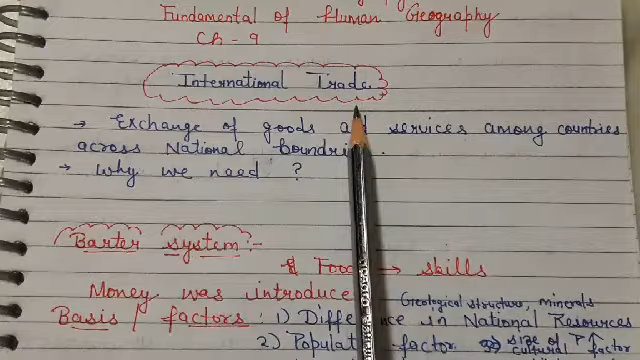 Fundamental of Human Geography
Ch - 9
International Trade
→ Exchange of goods and services among countries
across National boundries.
→ Why we need ?
Barter system :-
Food → skills
Money was introduce
Geological structure, minerals
Basis / factors : 1) Difference in National Resources
2) Population factor size of P↑
cultural factor